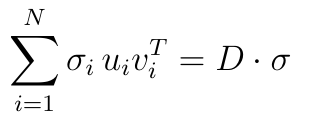 $$\sum_{i=1}^{N} \sigma_i \, u_i v_i^T = D \cdot \sigma$$